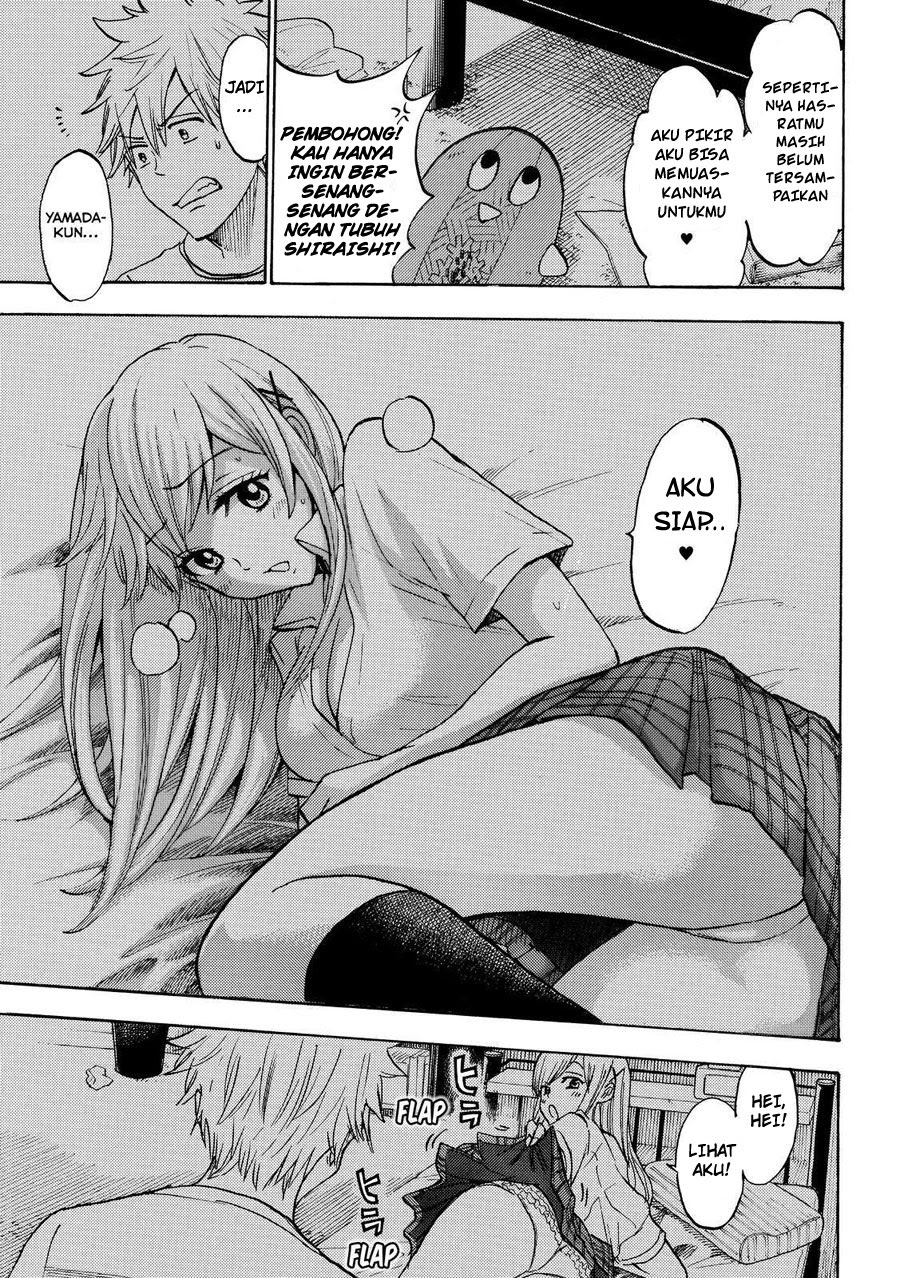 SEPERTI-
NYA HAS-
RATMU
MASIH
BELUM
TERSAM-
PAIKAN
AKU PIKIR
AKU BISA
MEMUAS-
KANNYA
UNTUKMU
♥
PEMBOHONG!
KAU HANYA
INGIN BER-
SENANG-
SENANG DE-
NGAN TUBUH
SHIRAISHI!
JADI
...
YAMADA-
KUN...
AKU
SIAP...
♥
HEI,
HEI!
LIHAT
AKU!
ヒラ
FLAP
ヒラ
FLAP